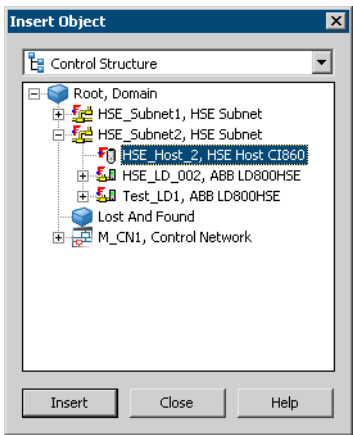 Insert Object
Control Structure
Root, Domain
HSE_Subnet1, HSE Subnet
HSE_Subnet2, HSE Subnet
HSE_Host_2, HSE Host CI860
HSE_LD_002, ABB LD800HSE
Test_LD1, ABB LD800HSE
Lost And Found
M_CN1, Control Network
Insert
Close
Help